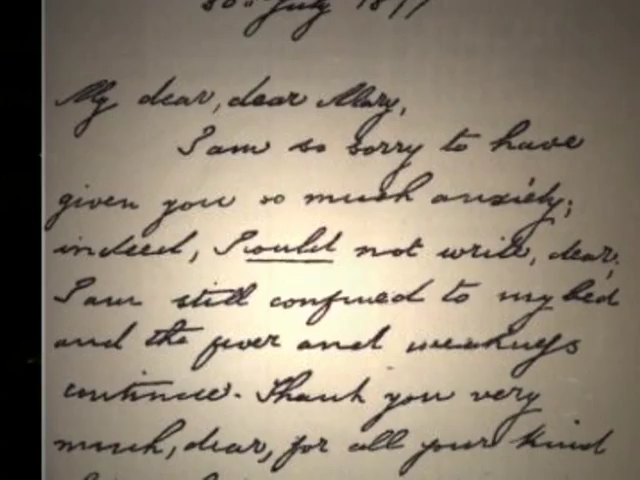 July
My dear, dear Mary,
I am so sorry to have
given you so much anxiety;
indeed, I could not write, dear,
I am still confined to my bed
and the fever and weakness
continue. Thank you very
much, dear, for all your kind